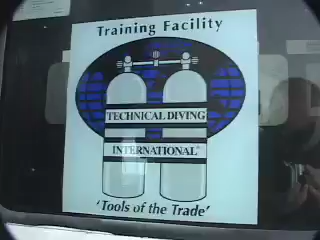 Training Facility
TECHNICAL DIVING
INTERNATIONAL®
'Tools of the Trade'